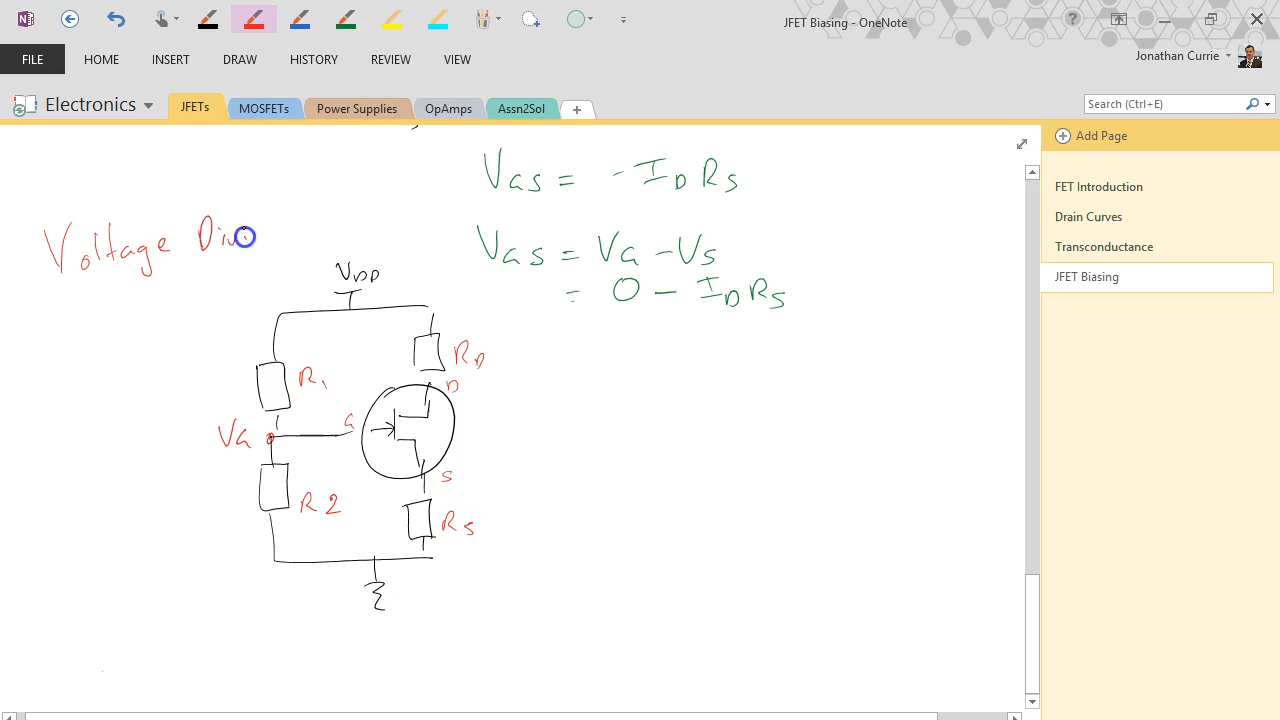 JFET Biasing - OneNote
?
FILE
HOME
INSERT
DRAW
HISTORY
REVIEW
VIEW
Jonathan Currie
Electronics
JFETs
MOSFETs
Power Supplies
OpAmps
Assn2Sol
Search (Ctrl+E)
Add Page
FET Introduction
Drain Curves
Transconductance
JFET Biasing
VGS = -IDRS
Voltage Divi
VGS = VG - VS
= 0 - IDRS
VDD
R1
RD
D
G
VG
S
R2
RS